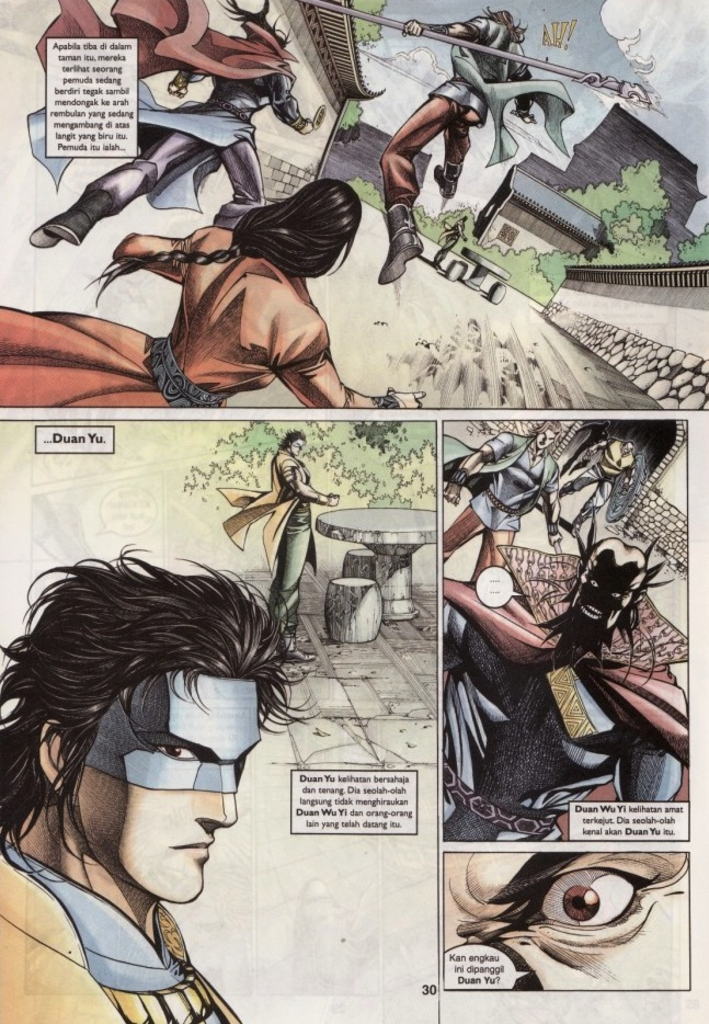 Apabila tiba di dalam
taman itu, mereka
terlihat seorang
pemuda sedang
berdiri tegak sambil
mendongak ke arah
rembulan yang sedang
mengambang di atas
langit yang biru itu.
Pemuda itu ialah...
AH!
...Duan Yu.
Duan Yu kelihatan bersahaja
dan tenang. Dia seolah-olah
langsung tidak menghiraukan
Duan Wu Yi dan orang-orang
lain yang telah datang itu.
....
....
Duan Wu Yi kelihatan amat
terkejut. Dia seolah-olah
kenal akan Duan Yu itu.
Kan engkau
ini dipanggil
Duan Yu?
30